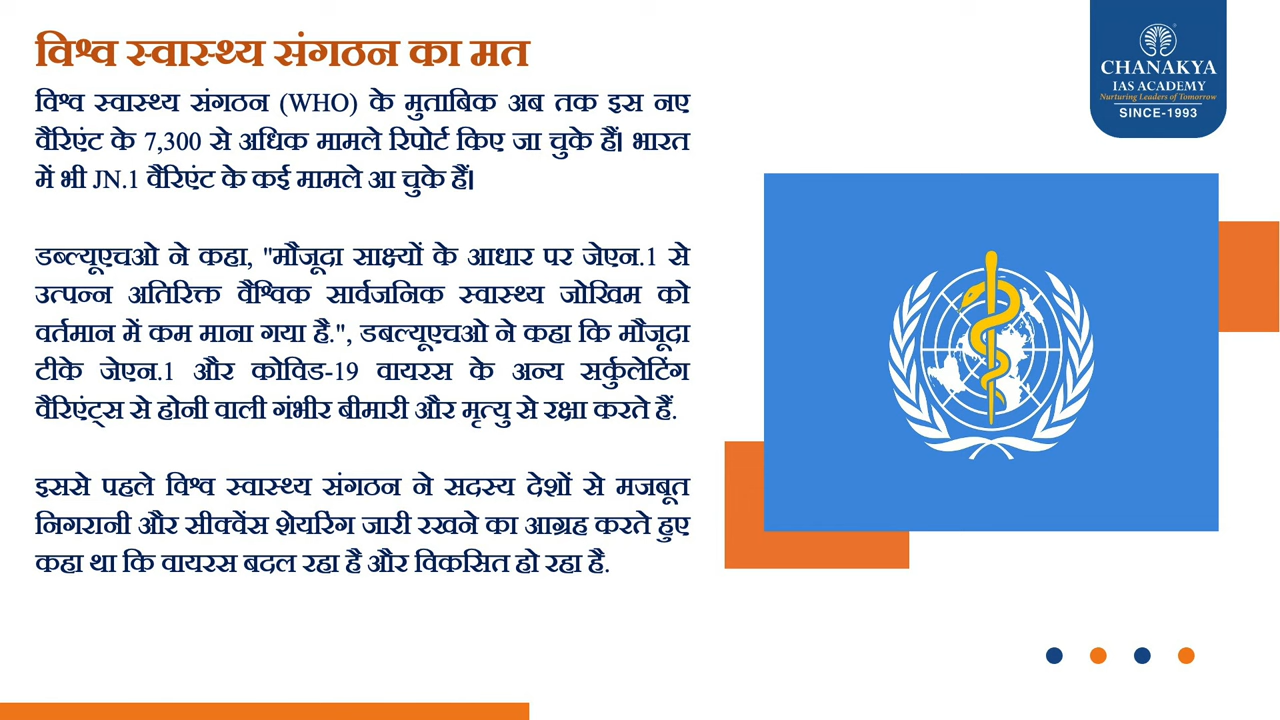 विश्व स्वास्थ्य संगठन का मत
विश्व स्वास्थ्य संगठन (WHO) के मुताबिक अब तक इस नए
वैरिएंट के 7,300 से अधिक मामले रिपोर्ट किए जा चुके हैं। भारत
में भी JN.1 वैरिएंट के कई मामले आ चुके हैं।
डब्ल्यूएचओ ने कहा, "मौजूदा साक्ष्यों के आधार पर जेएन.1 से
उत्पन्न अतिरिक्त वैश्विक सार्वजनिक स्वास्थ्य जोखिम को
वर्तमान में कम माना गया है.", डबल्यूएचओ ने कहा कि मौजूदा
टीके जेएन.1 और कोविड-19 वायरस के अन्य सर्कुलेटिंग
वैरिएंट्स से होनी वाली गंभीर बीमारी और मृत्यु से रक्षा करते हैं.
इससे पहले विश्व स्वास्थ्य संगठन ने सदस्य देशों से मजबूत
निगरानी और सीक्वेंस शेयरिंग जारी रखने का आग्रह करते हुए
कहा था कि वायरस बदल रहा है और विकसित हो रहा है.
CHANAKYA
IAS ACADEMY
Nurturing Leaders of Tomorrow
SINCE-1993